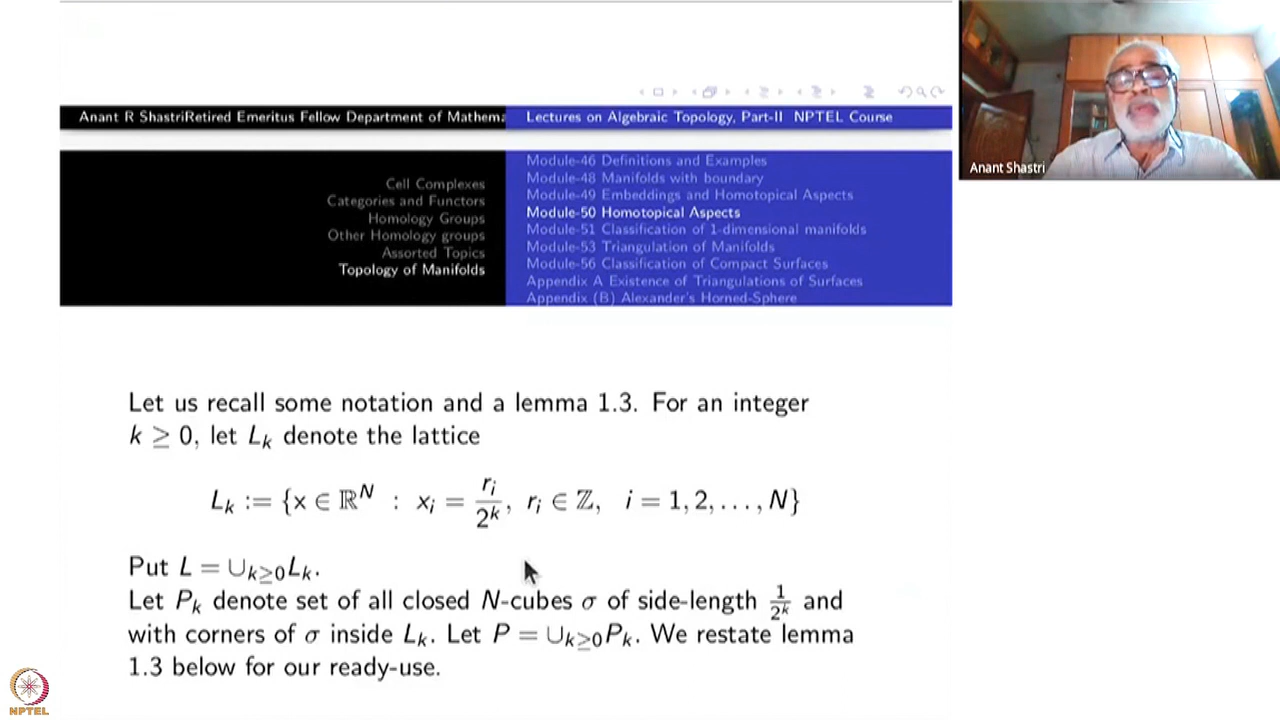 Anant R ShastriRetired Emeritus Fellow Department of Mathema
Lectures on Algebraic Topology, Part-II NPTEL Course
Cell Complexes
Categories and Functors
Homology Groups
Other Homology groups
Assorted Topics
Topology of Manifolds
Module-46 Definitions and Examples
Module-48 Manifolds with boundary
Module-49 Embeddings and Homotopical Aspects
Module-50 Homotopical Aspects
Module-51 Classification of 1-dimensional manifolds
Module-53 Triangulation of Manifolds
Module-56 Classification of Compact Surfaces
Appendix A Existence of Triangulations of Surfaces
Appendix (B) Alexander's Horned-Sphere
Anant Shastri
Let us recall some notation and a lemma 1.3. For an integer
k ≥ 0, let L_k denote the lattice
L_k := {x ∈ ℝ^N : x_i = r_i/2^k, r_i ∈ ℤ, i = 1, 2, . . . , N}
Put L = ∪_{k≥0}L_k.
Let P_k denote set of all closed N-cubes σ of side-length 1/2^k and
with corners of σ inside L_k. Let P = ∪_{k≥0}P_k. We restate lemma
1.3 below for our ready-use.
NPTEL